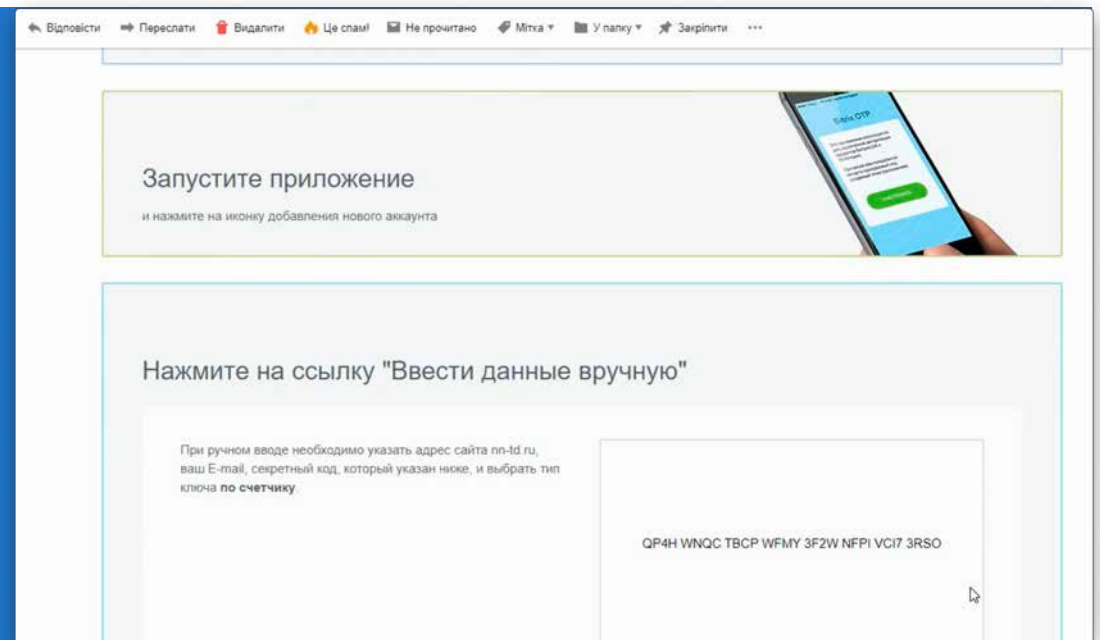 Відповісти Переслати Видалити Це спам! Не прочитано Мітка У папку Закріпити ...
OTP
Запустите приложение
и нажмите на иконку добавления нового аккаунта
Нажмите на ссылку "Ввести данные вручную"
При ручном вводе необходимо указать адрес сайта nn-td.ru,
ваш E-mail, секретный код, который указан ниже, и выбрать тип
ключа по счетчику.
QP4H WNQC TBCP WFMY 3F2W NFPI VCI7 3RSO